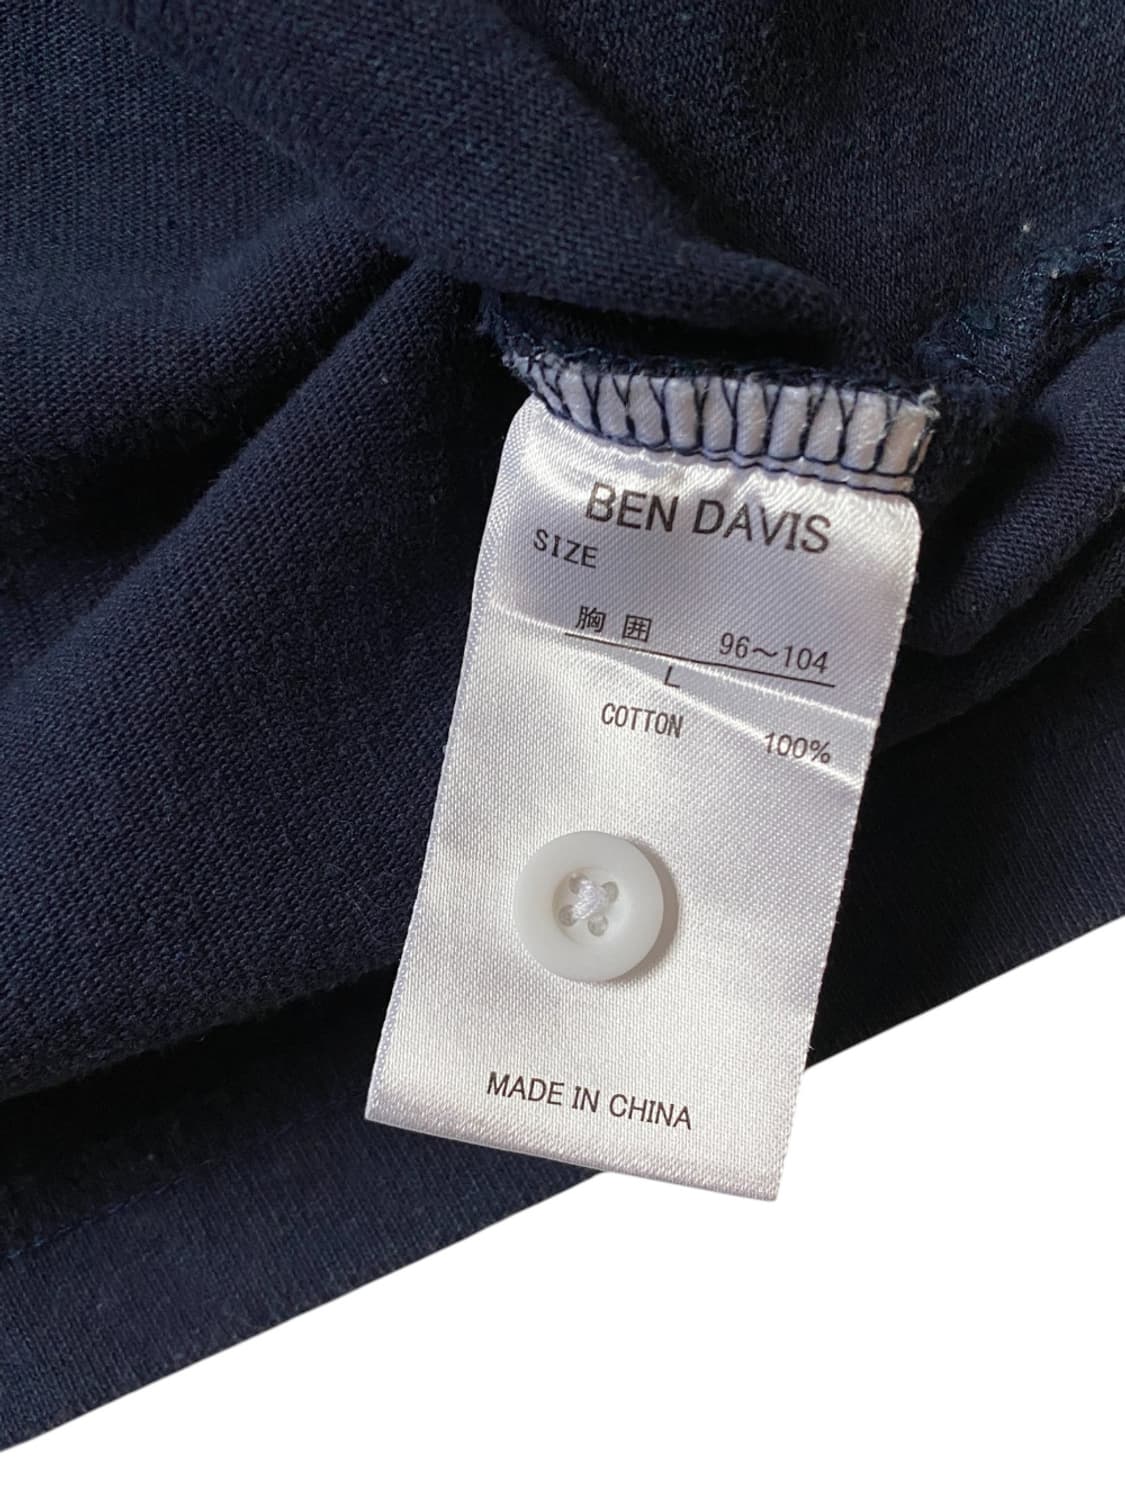 BEN DAVIS
SIZE
胸 囲 96～104
L
COTTON 100%
MADE IN CHINA